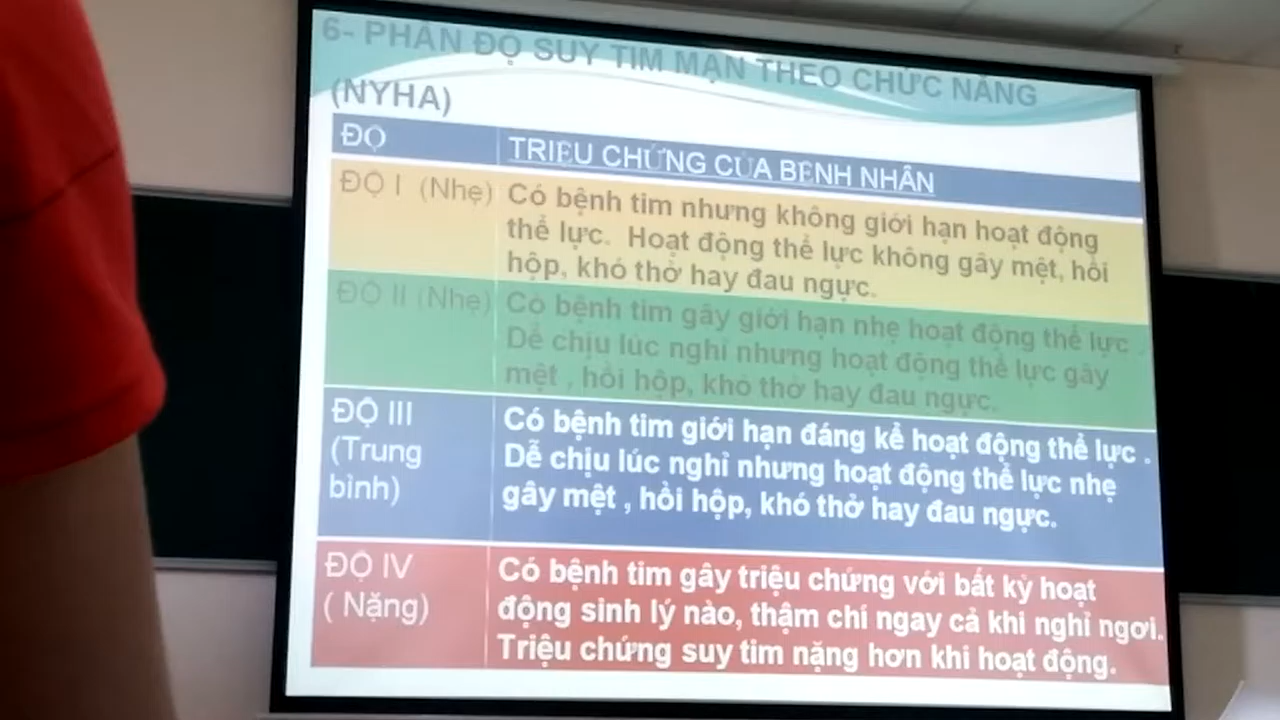 6- PHÂN ĐỘ SUY TIM MẠN THEO CHỨC NĂNG
(NYHA)
ĐỘ
TRIỆU CHỨNG CỦA BỆNH NHÂN
ĐỘ I (Nhẹ)
Có bệnh tim nhưng không giới hạn hoạt động
thể lực. Hoạt động thể lực không gây mệt, hồi
hộp, khó thở hay đau ngực.
ĐỘ II (Nhẹ)
Có bệnh tim gây giới hạn nhẹ hoạt động thể lực .
Dễ chịu lúc nghỉ nhưng hoạt động thể lực gây
mệt , hồi hộp, khó thở hay đau ngực.
ĐỘ III
(Trung
bình)
Có bệnh tim giới hạn đáng kể hoạt động thể lực .
Dễ chịu lúc nghỉ nhưng hoạt động thể lực nhẹ
gây mệt , hồi hộp, khó thở hay đau ngực.
ĐỘ IV
( Nặng)
Có bệnh tim gây triệu chứng với bất kỳ hoạt
động sinh lý nào, thậm chí ngay cả khi nghỉ ngơi.
Triệu chứng suy tim nặng hơn khi hoạt động.